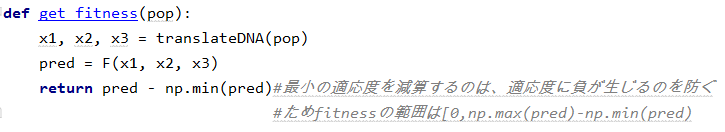 def get_fitness(pop):
    x1, x2, x3 = translateDNA(pop)
    pred = F(x1, x2, x3)
    return pred - np.min(pred)#最小の適応度を減算するのは、適応度に負が生じるのを防ぐ
                              #ためfitnessの範囲は[0,np.max(pred)-np.min(pred)